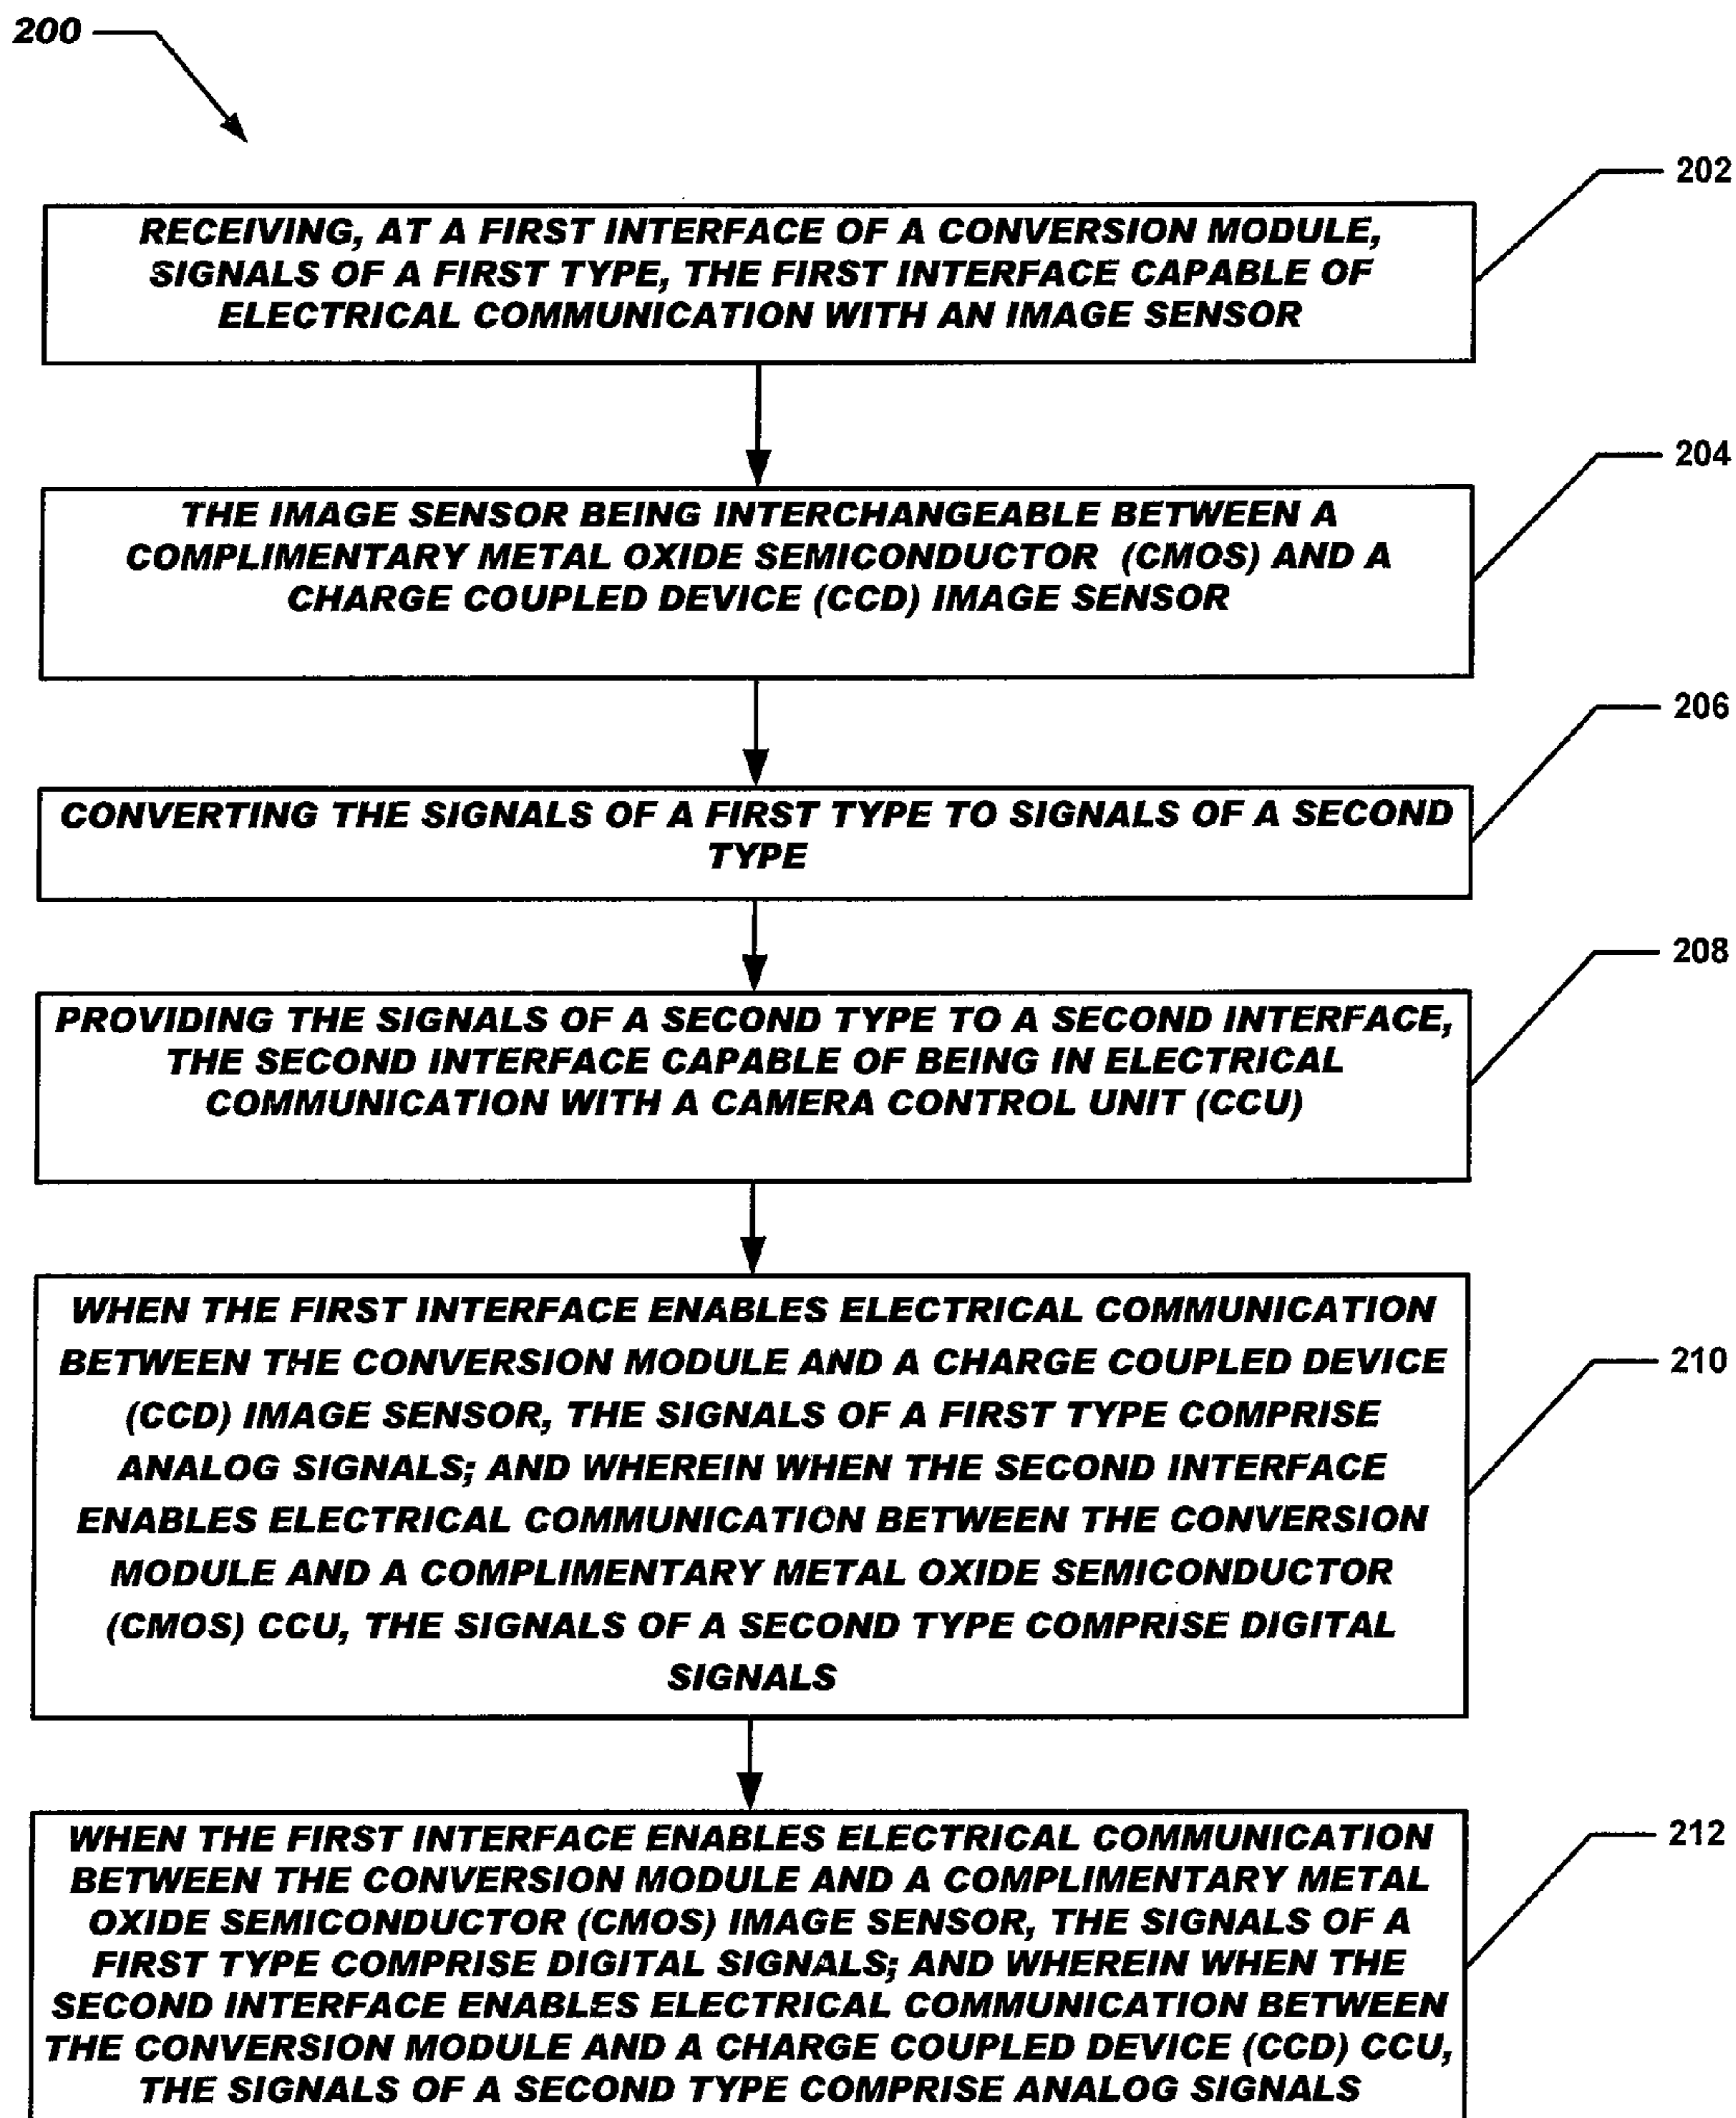 200
202
RECEIVING, AT A FIRST INTERFACE OF A CONVERSION MODULE,
SIGNALS OF A FIRST TYPE, THE FIRST INTERFACE CAPABLE OF
ELECTRICAL COMMUNICATION WITH AN IMAGE SENSOR
204
THE IMAGE SENSOR BEING INTERCHANGEABLE BETWEEN A
COMPLIMENTARY METAL OXIDE SEMICONDUCTOR (CMOS) AND A
CHARGE COUPLED DEVICE (CCD) IMAGE SENSOR
206
CONVERTING THE SIGNALS OF A FIRST TYPE TO SIGNALS OF A SECOND
TYPE
208
PROVIDING THE SIGNALS OF A SECOND TYPE TO A SECOND INTERFACE,
THE SECOND INTERFACE CAPABLE OF BEING IN ELECTRICAL
COMMUNICATION WITH A CAMERA CONTROL UNIT (CCU)
210
WHEN THE FIRST INTERFACE ENABLES ELECTRICAL COMMUNICATION
BETWEEN THE CONVERSION MODULE AND A CHARGE COUPLED DEVICE
(CCD) IMAGE SENSOR, THE SIGNALS OF A FIRST TYPE COMPRISE
ANALOG SIGNALS; AND WHEREIN WHEN THE SECOND INTERFACE
ENABLES ELECTRICAL COMMUNICATION BETWEEN THE CONVERSION
MODULE AND A COMPLIMENTARY METAL OXIDE SEMICONDUCTOR
(CMOS) CCU, THE SIGNALS OF A SECOND TYPE COMPRISE DIGITAL
SIGNALS
212
WHEN THE FIRST INTERFACE ENABLES ELECTRICAL COMMUNICATION
BETWEEN THE CONVERSION MODULE AND A COMPLIMENTARY METAL
OXIDE SEMICONDUCTOR (CMOS) IMAGE SENSOR, THE SIGNALS OF A
FIRST TYPE COMPRISE DIGITAL SIGNALS; AND WHEREIN WHEN THE
SECOND INTERFACE ENABLES ELECTRICAL COMMUNICATION BETWEEN
THE CONVERSION MODULE AND A CHARGE COUPLED DEVICE (CCD) CCU,
THE SIGNALS OF A SECOND TYPE COMPRISE ANALOG SIGNALS